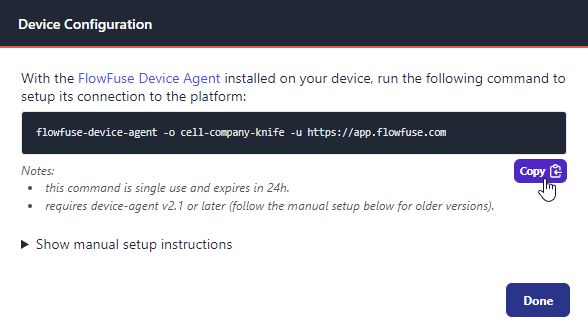 Device Configuration
With the FlowFuse Device Agent installed on your device, run the following command to
setup its connection to the platform:
flowfuse-device-agent -o cell-company-knife -u https://app.flowfuse.com
Copy
Notes:
• this command is single use and expires in 24h.
• requires device-agent v2.1 or later (follow the manual setup below for older versions).
Show manual setup instructions
Done